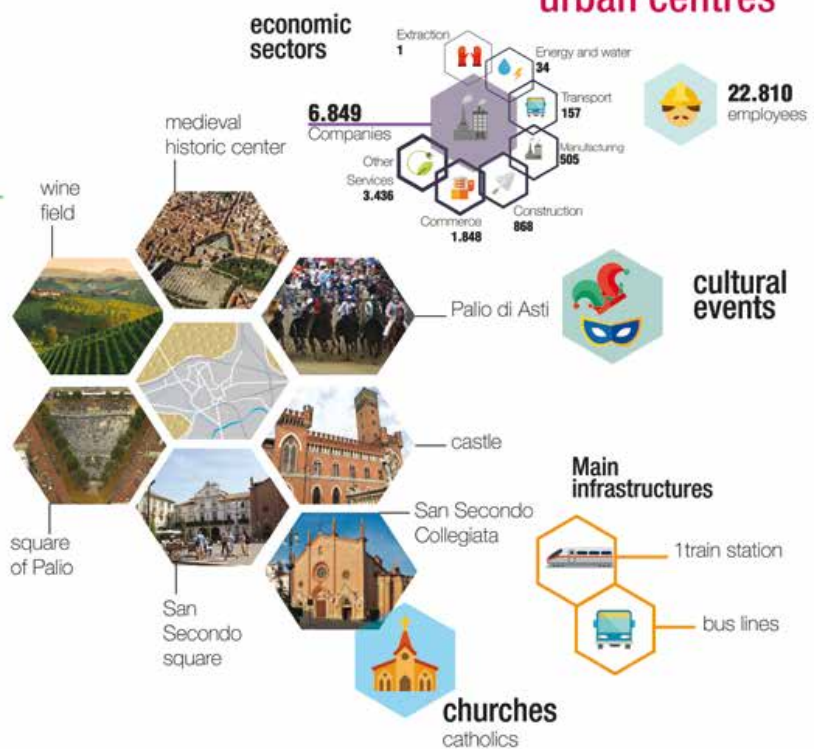 urban centres
economic
sectors
Extraction
1
Energy and water
34
Transport
157
Manufacturing
505
Construction
868
Commerce
1.848
Other
Services
3.436
6.849
Companies
22.810
employees
medieval
historic center
wine
field
Palio di Asti
cultural
events
castle
San Secondo
Collegiata
square
of Palio
San
Secondo
square
Main
infrastructures
1train station
bus lines
churches
catholics